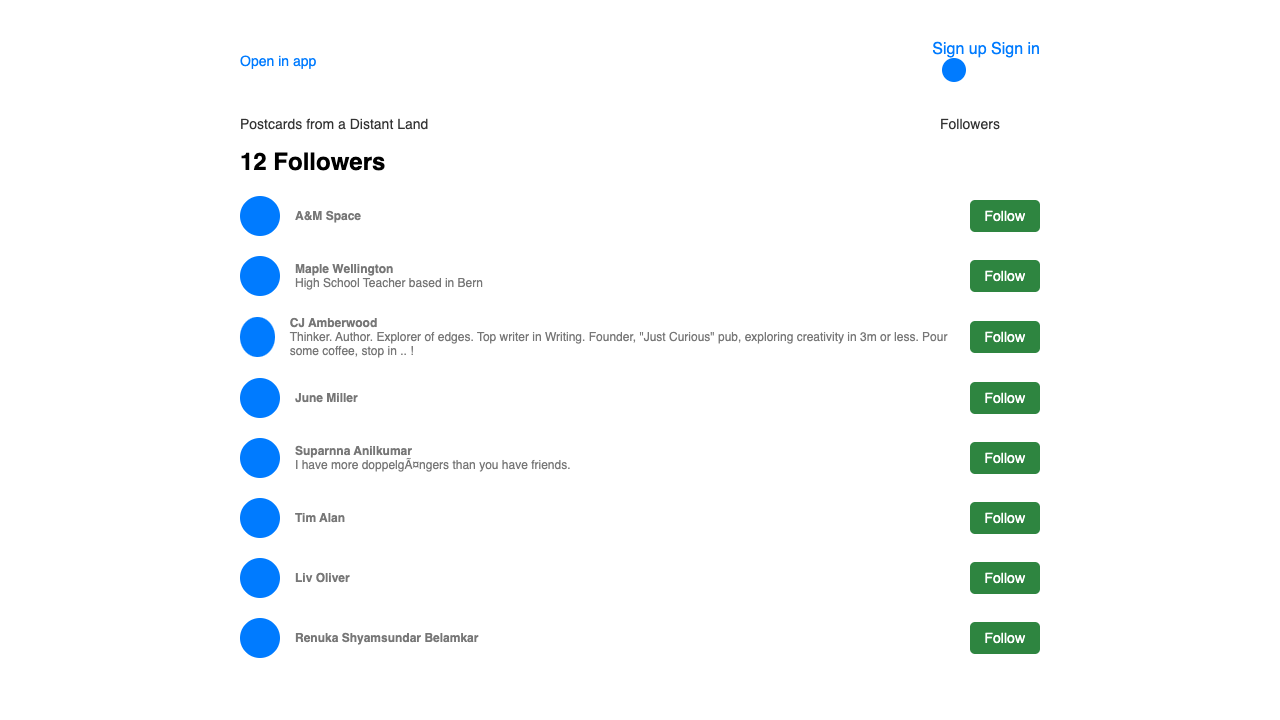 Open in app
Sign up Sign in
Postcards from a Distant Land
Followers
12 Followers
A&M Space
Follow
Maple Wellington
High School Teacher based in Bern
Follow
CJ Amberwood
Thinker. Author. Explorer of edges. Top writer in Writing. Founder, "Just Curious" pub, exploring creativity in 3m or less. Pour
some coffee, stop in .. !
Follow
June Miller
Follow
Suparnna Anilkumar
I have more doppelgÃ¤ngers than you have friends.
Follow
Tim Alan
Follow
Liv Oliver
Follow
Renuka Shyamsundar Belamkar
Follow